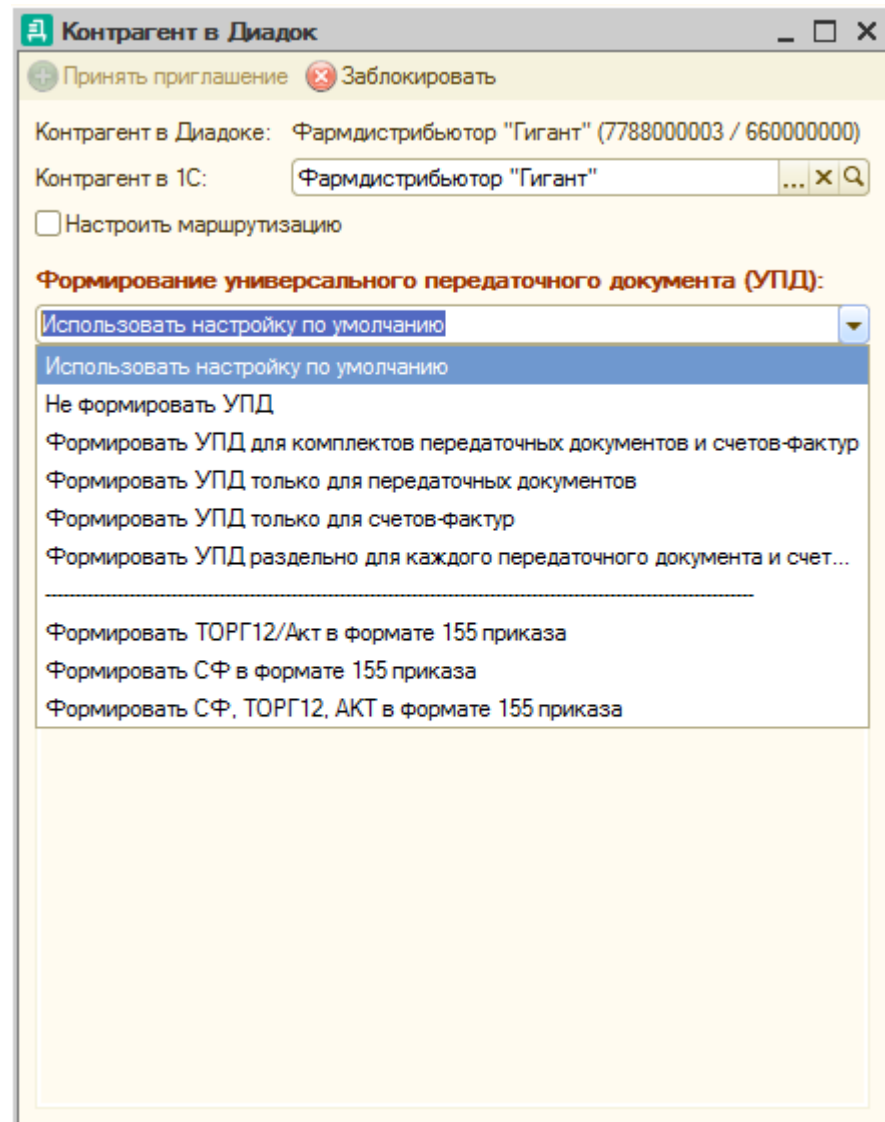 Контрагент в Диадок
Принять приглашение Заблокировать
Контрагент в Диадоке: Фармдистрибьютор "Гигант" (7788000003 / 660000000)
Контрагент в 1С: Фармдистрибьютор "Гигант" ...
Настроить маршрутизацию
Формирование универсального передаточного документа (УПД):
Использовать настройку по умолчанию
Использовать настройку по умолчанию
Не формировать УПД
Формировать УПД для комплектов передаточных документов и счетов-фактур
Формировать УПД только для передаточных документов
Формировать УПД только для счетов-фактур
Формировать УПД раздельно для каждого передаточного документа и счет...
Формировать ТОРГ12/Акт в формате 155 приказа
Формировать СФ в формате 155 приказа
Формировать СФ, ТОРГ12, АКТ в формате 155 приказа